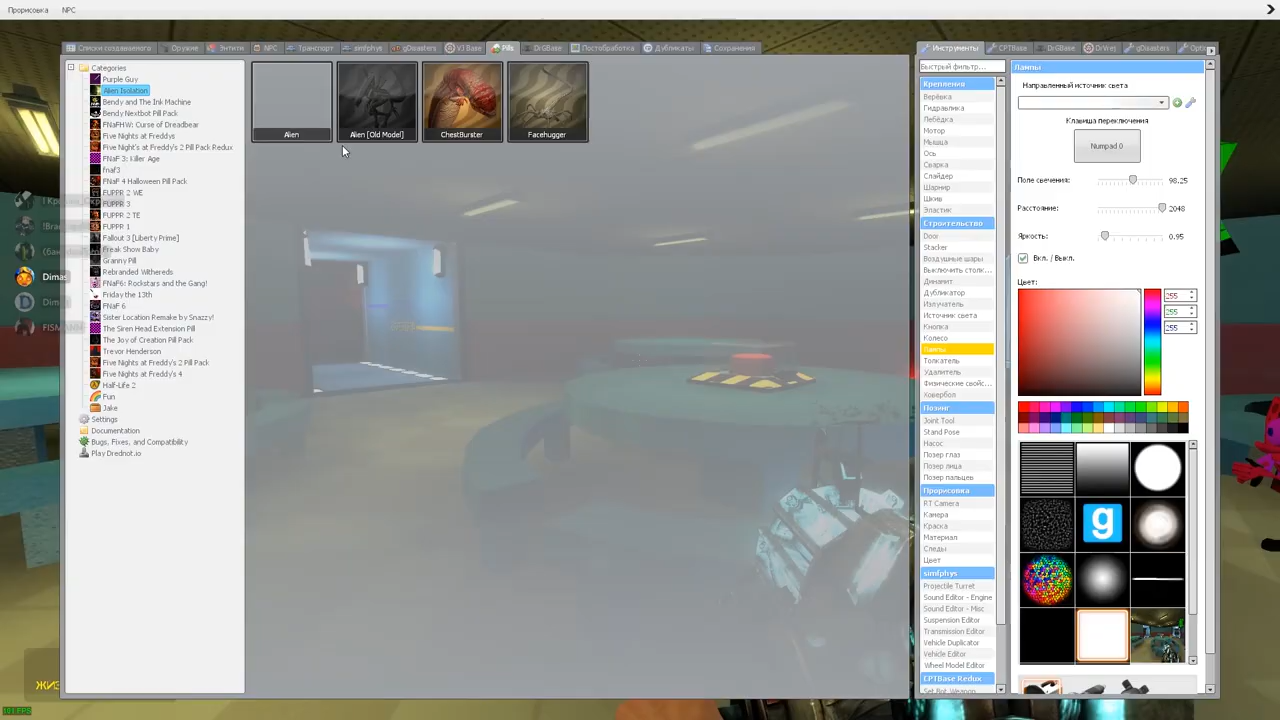 Прорисовка NPC
Списки создаваемого Оружие Энтити NPC Транспорт simfphys gDisasters VJ Base Pills DrGBase Постобработка Дубликаты Сохранения
Categories
Purple Guy
Alien Isolation
Bendy and The Ink Machine
Bendy Nextbot Pill Pack
FNaFHW: Curse of Dreadbear
Five Nights at Freddys
Five Night's at Freddy's 2 Pill Pack Redux
FNaF 3: Killer Age
fnaf3
FNaF 4 Halloween Pill Pack
FUPPR 2 WE
FUPPR 3
FUPPR 2 TE
FUPPR 1
Fallout 3 [Liberty Prime]
Freak Show Baby
Granny Pill
Rebranded Withereds
FNaF6: Rockstars and the Gang!
Friday the 13th
FNaF 6
Sister Location Remake by Snazzy!
The Siren Head Extension Pill
The Joy of Creation Pill Pack
Trevor Henderson
Five Nights at Freddy's 2 Pill Pack
Five Nights at Freddy's 4
Half-Life 2
Fun
Jake
Settings
Documentation
Bugs, Fixes, and Compatibility
Play Drednot.io
Dimas
Alien
Alien [Old Model]
ChestBurster
Facehugger
Инструменты CPTBase DrGBase gDisasters
Быстрый фильтр...
Крепления
Верёвка
Гидравлика
Лебёдка
Мотор
Мышца
Ось
Сварка
Слайдер
Шарнир
Шкив
Эластик
Строительство
Door
Stacker
Воздушные шары
Выключить столк...
Динамит
Дубликатор
Излучатель
Источник света
Кнопка
Колесо
Лампы
Толкатель
Удалитель
Физические свойс...
Ховербол
Позинг
Joint Tool
Stand Pose
Насос
Позер глаз
Позер лица
Позер пальцев
Прорисовка
RT Camera
Камера
Краска
Материал
Следы
Цвет
simfphys
Projectile Turret
Sound Editor - Engine
Sound Editor - Misc
Suspension Editor
Transmission Editor
Vehicle Duplicator
Vehicle Editor
Wheel Model Editor
CPTBase Redux
Set Bot Weapon
Лампы
Направленный источник света
Клавиша переключения
Numpad 0
Поле свечения: 98.25
Расстояние: 2048
Яркость: 0.95
Вкл. / Выкл.
Цвет:
255
255
255
g